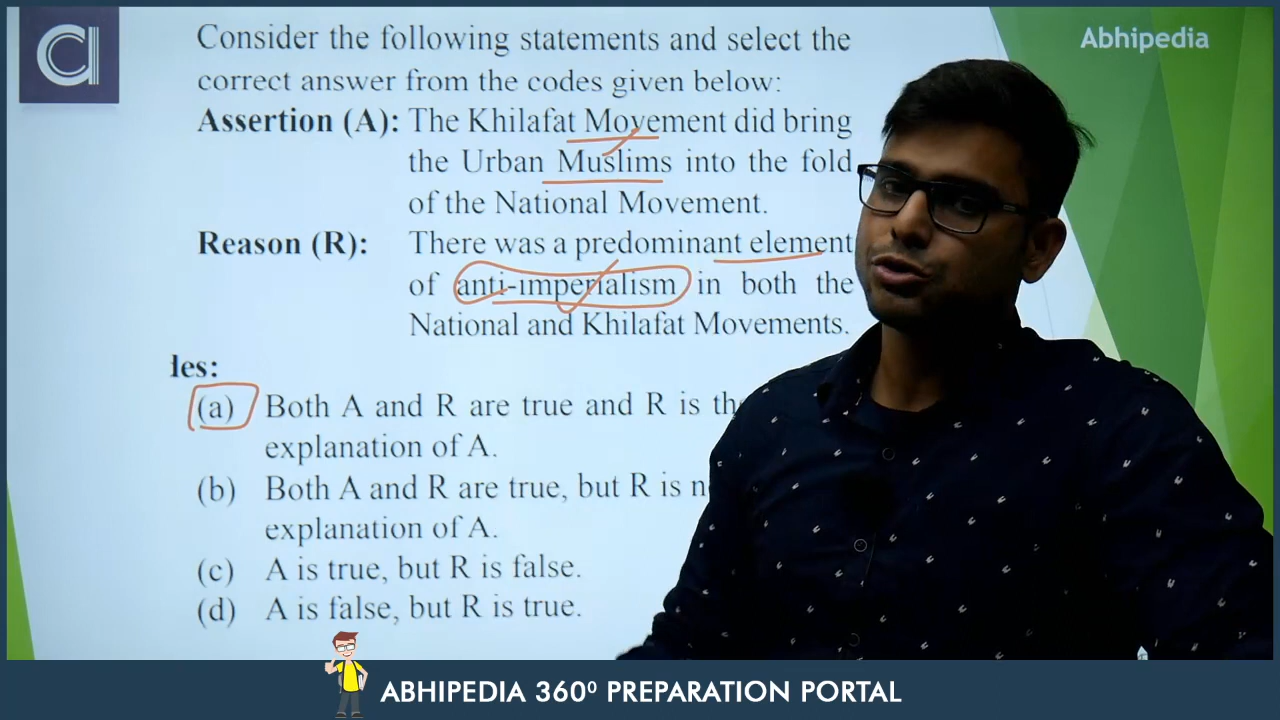 Abhipedia
Consider the following statements and select the
correct answer from the codes given below:
Assertion (A): The Khilafat Movement did bring
the Urban Muslims into the fold
of the National Movement.
Reason (R): There was a predominant element
of anti-imperialism in both the
National and Khilafat Movements.
des:
(a) Both A and R are true and R is
explanation of A.
(b) Both A and R are true, but R is
explanation of A.
(c) A is true, but R is false.
(d) A is false, but R is true.
ABHIPEDIA 360⁰ PREPARATION PORTAL